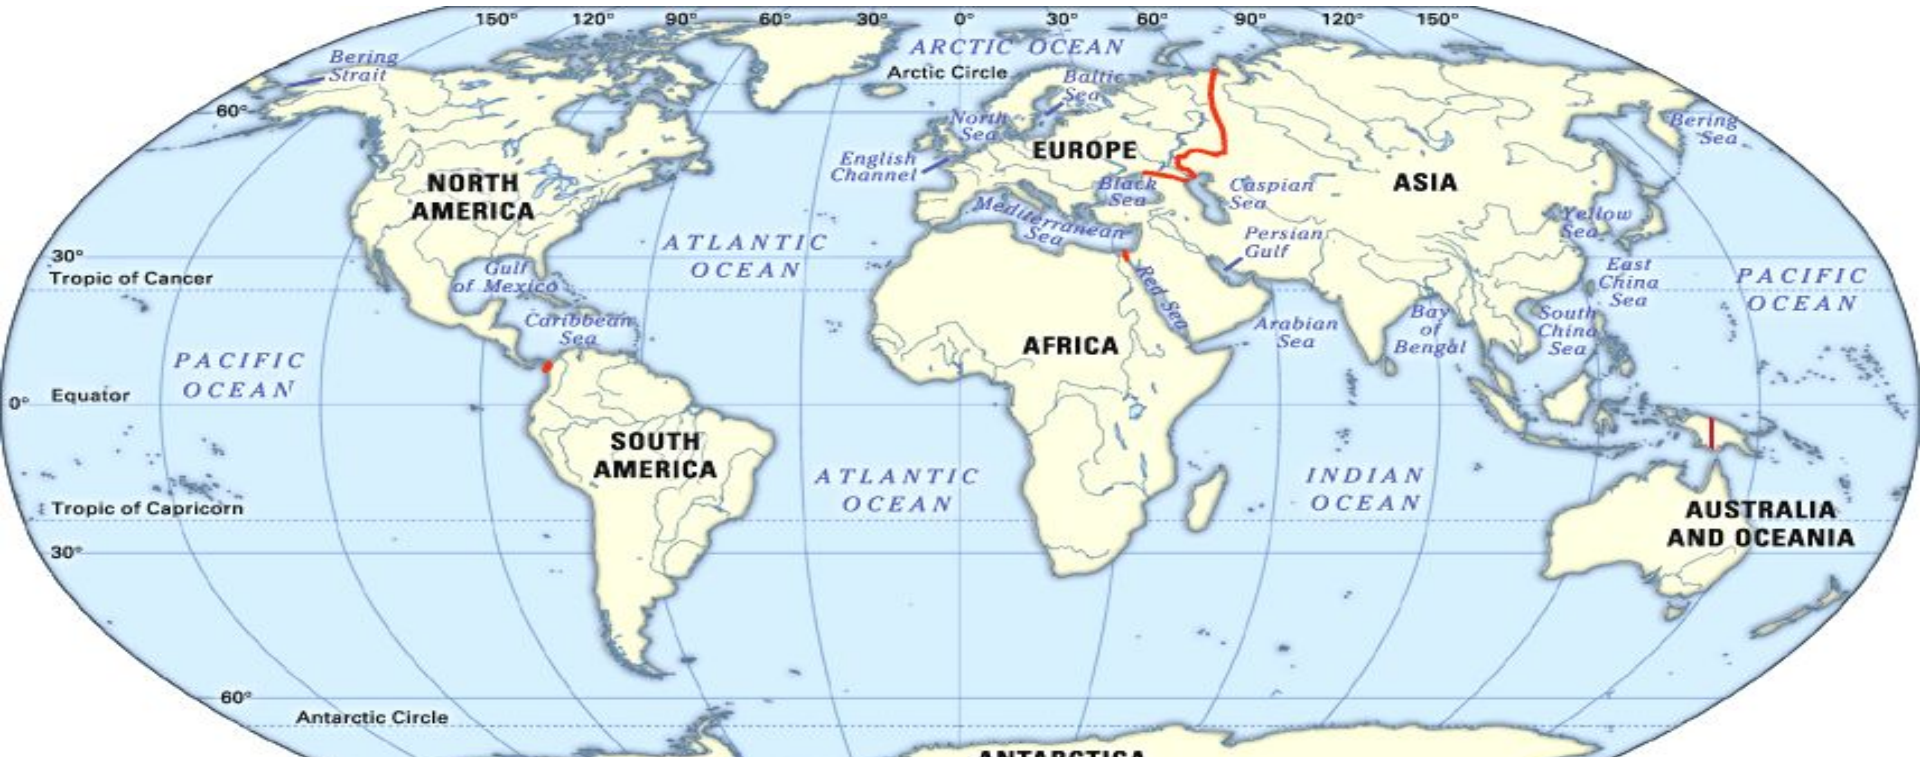 150° 120° 90° 60° 30° 0° 30° 60° 90° 120° 150°
ARCTIC OCEAN
Arctic Circle
Bering
Strait
Baltic
Sea
60°
North
Sea
Bering
Sea
English
Channel
EUROPE
NORTH
AMERICA
ASIA
Black
Sea
Caspian
Sea
Mediterranean
Sea
Yellow
Sea
ATLANTIC
OCEAN
Persian
Gulf
30°
Tropic of Cancer
Gulf
of Mexico
Red Sea
East
China
Sea
PACIFIC
OCEAN
Caribbean
Sea
Arabian
Sea
Bay
of
Bengal
South
China
Sea
AFRICA
PACIFIC
OCEAN
0°
Equator
SOUTH
AMERICA
ATLANTIC
OCEAN
INDIAN
OCEAN
Tropic of Capricorn
AUSTRALIA
AND OCEANIA
30°
60°
Antarctic Circle
ANTARCTICA